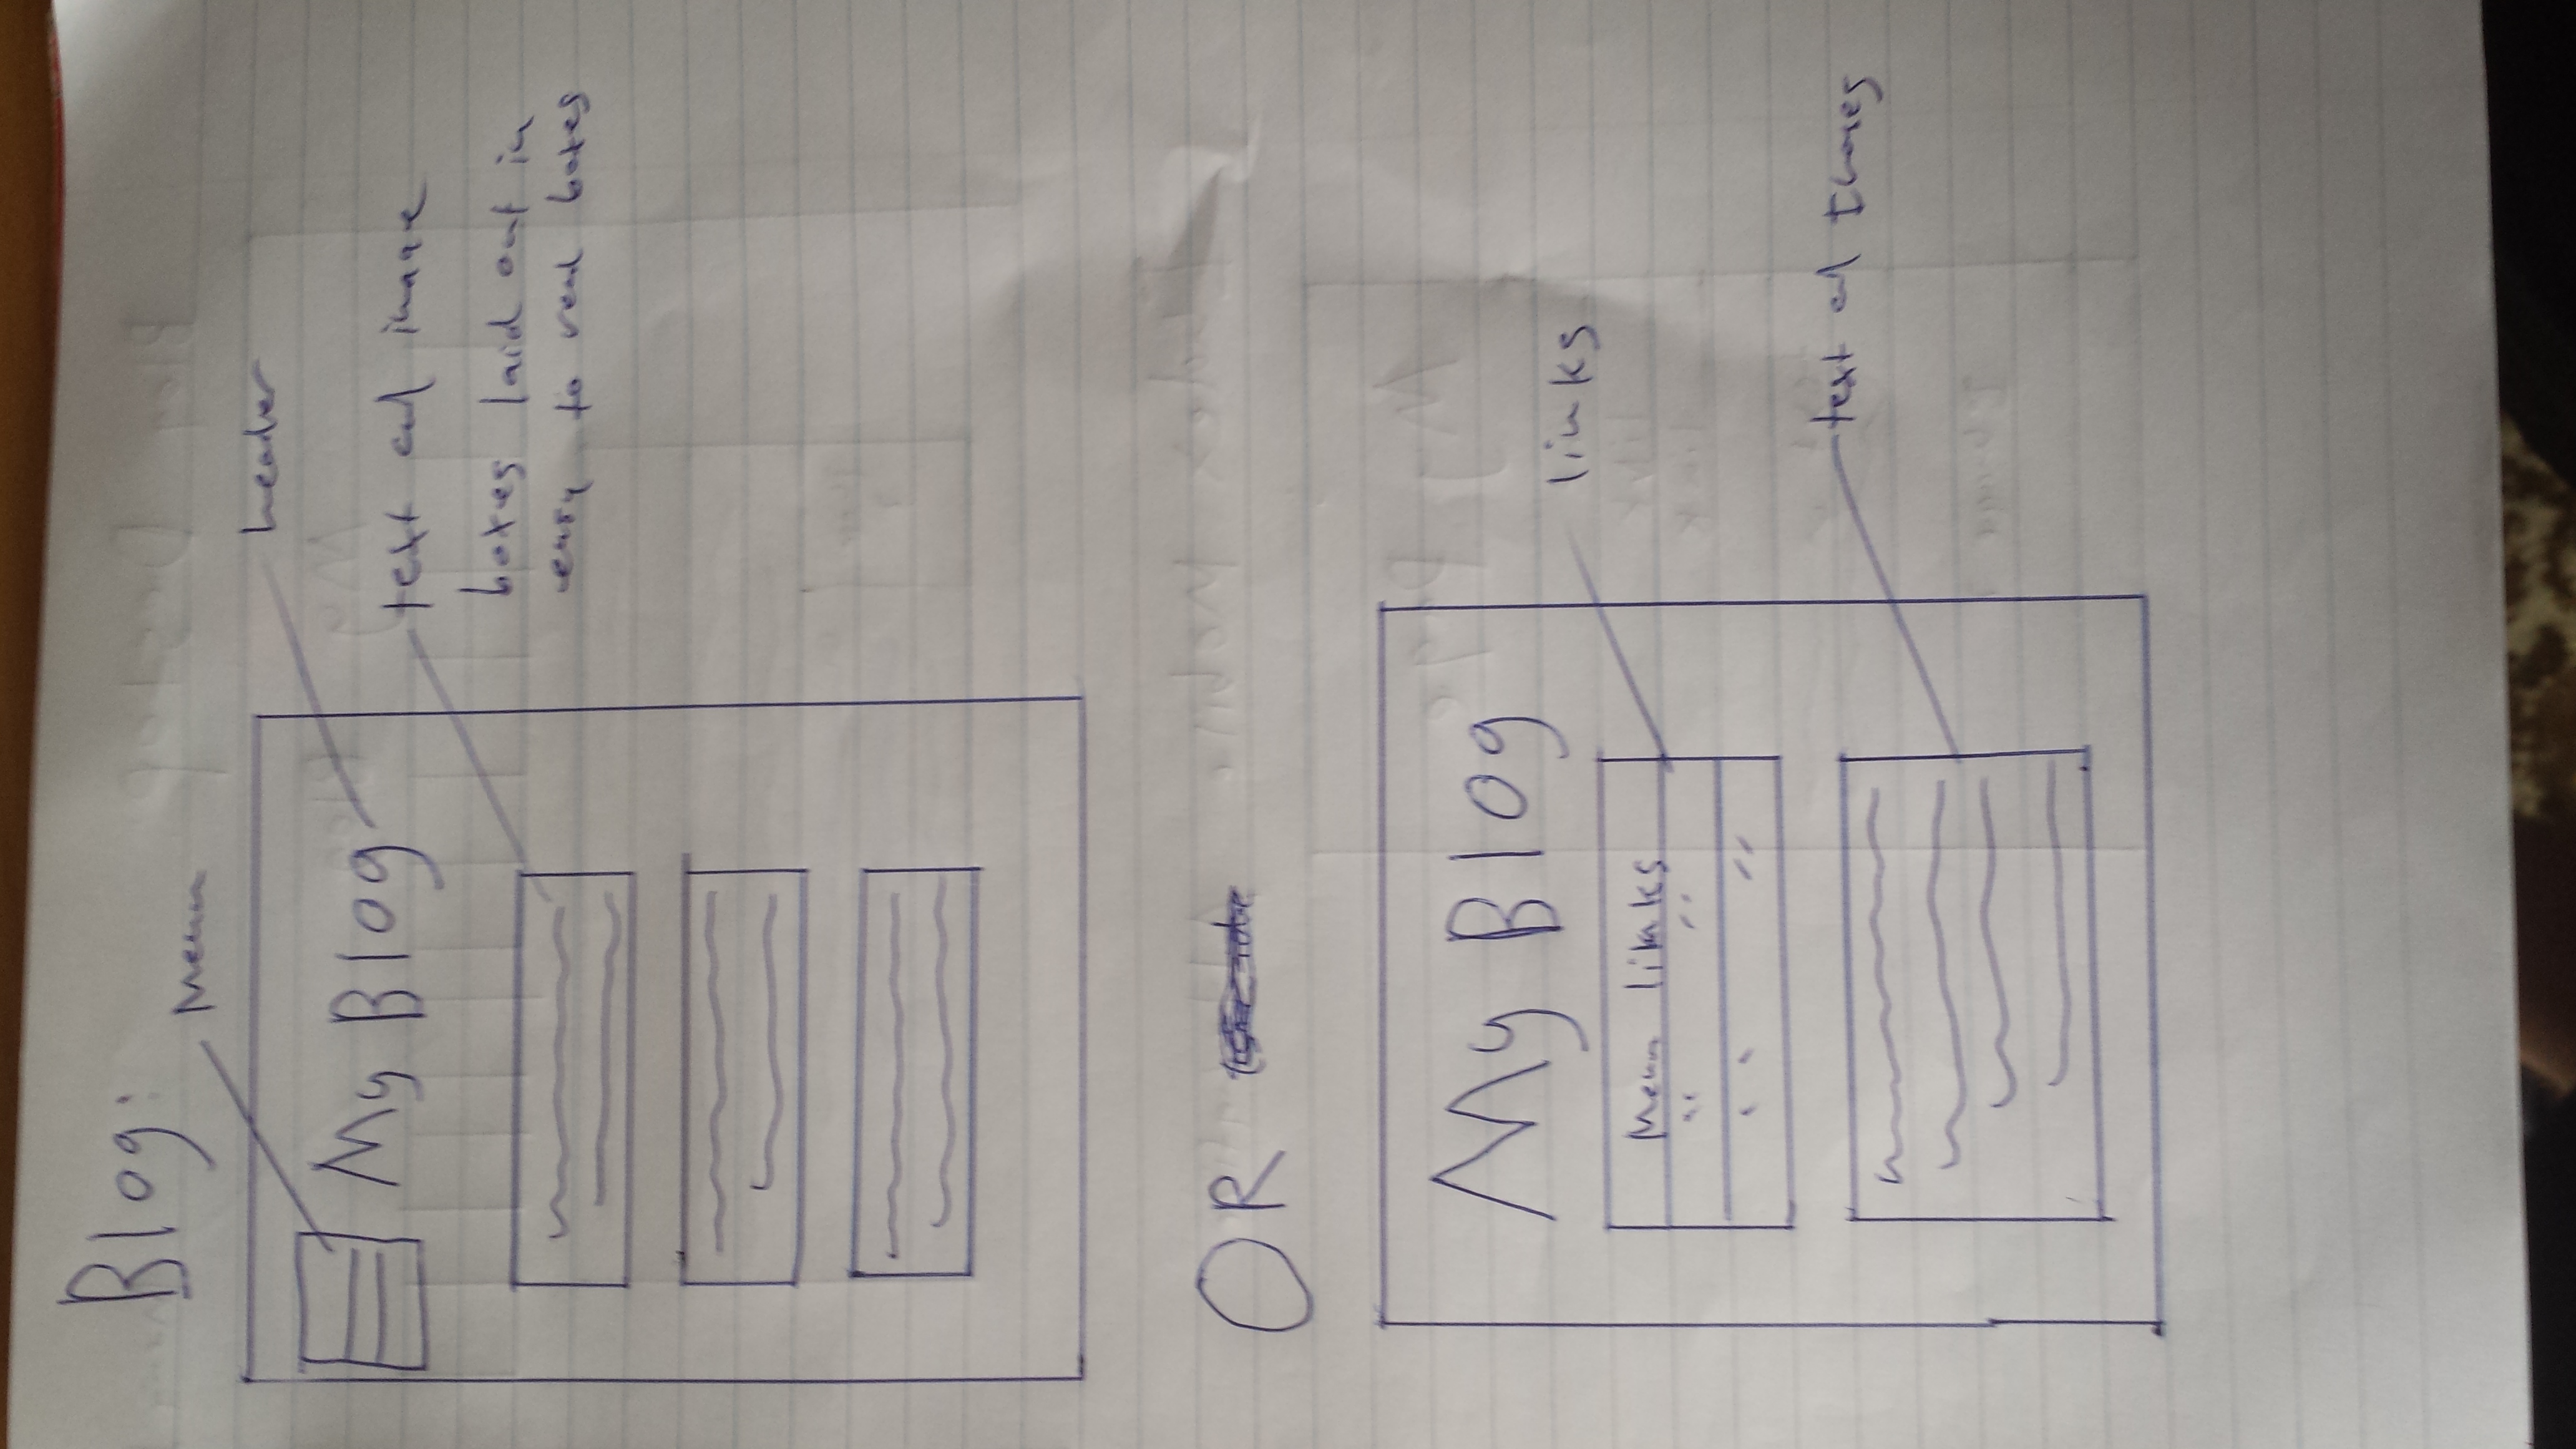 Blog:
Menu
header
My Blog
text and image
boxes laid out in
easy to read boxes
OR
My Blog
Menu links
" "
" "
links
text and Images